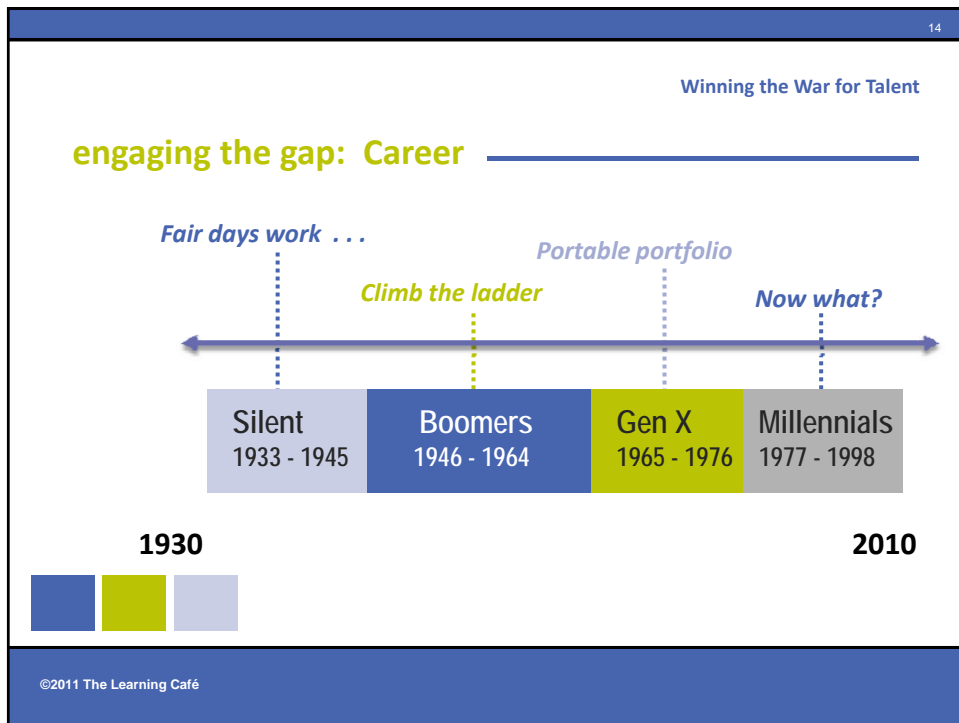 14
Winning the War for Talent
engaging the gap:  Career
Fair days work . . .
Portable portfolio
Climb the ladder
Now what?
Silent
1933 - 1945
Boomers
1946 - 1964
Gen X
1965 - 1976
Millennials
1977 - 1998
1930
2010
©2011 The Learning Café